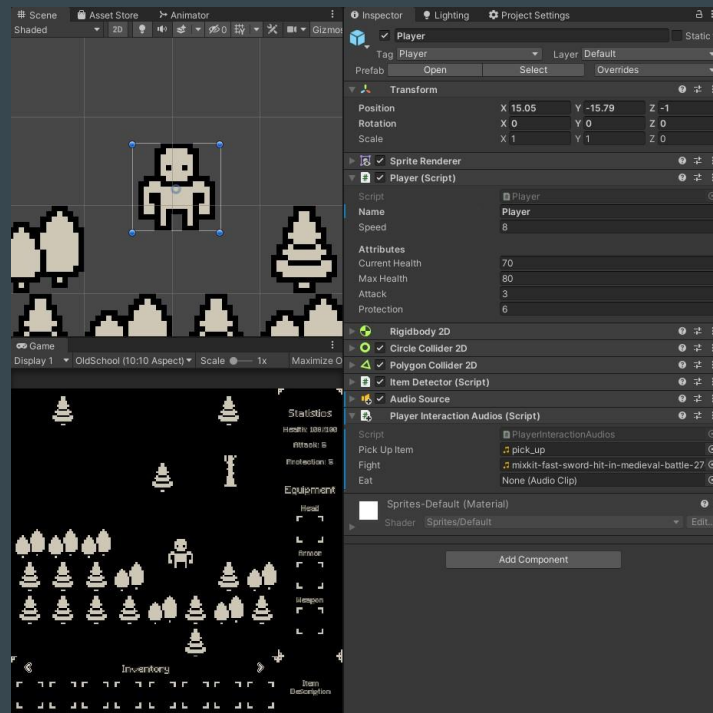 Scene Asset Store Animator
Shaded 2D 0 Gizmos
Game
Display 1 OldSchool (10:10 Aspect) Scale 1x Maximize O
Statistics
Health: 100/100
Attack: 5
Protection: 5
Equipment
Head
Armor
Weapon
Inventory
Item
Description
Inspector Lighting Project Settings
Player Static
Tag Player Layer Default
Prefab Open Select Overrides
Transform
Position X 15.05 Y -15.79 Z -1
Rotation X 0 Y 0 Z 0
Scale X 1 Y 1 Z 0
Sprite Renderer
Player (Script)
Script Player
Name Player
Speed 8
Attributes
Current Health 70
Max Health 80
Attack 3
Protection 6
Rigidbody 2D
Circle Collider 2D
Polygon Collider 2D
Item Detector (Script)
Audio Source
Player Interaction Audios (Script)
Script PlayerInteractionAudios
Pick Up Item pick_up
Fight mixkit-fast-sword-hit-in-medieval-battle-27
Eat None (Audio Clip)
Sprites-Default (Material)
Shader Sprites/Default Edit...
Add Component